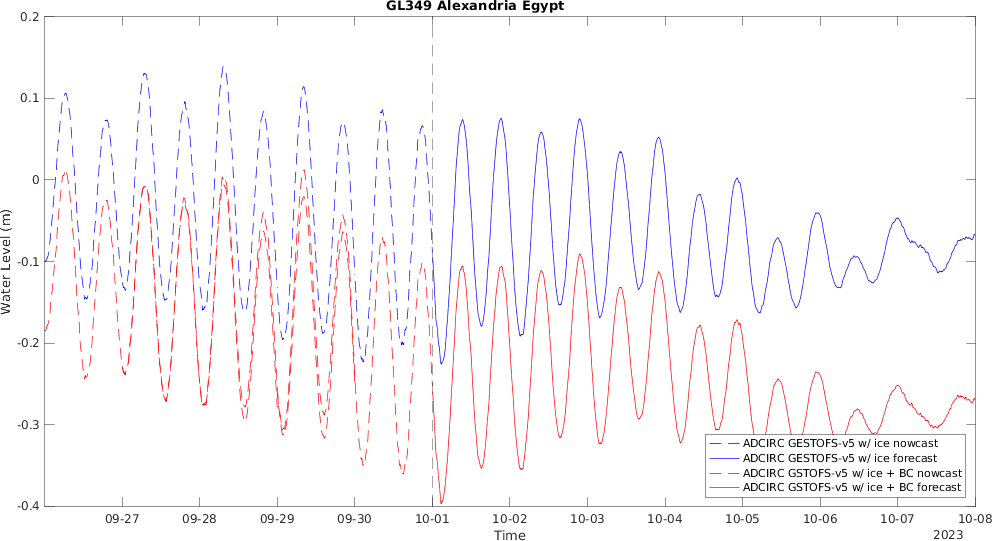 GL349 Alexandria Egypt
0.2
0.1
0
-0.1
-0.2
-0.3
-0.4
Water Level (m)
ADCIRC GESTOFS-v5 w/ ice nowcast
ADCIRC GESTOFS-v5 w/ ice forecast
ADCIRC GSTOFS-v5 w/ ice + BC nowcast
ADCIRC GSTOFS-v5 w/ ice + BC forecast
09-27 09-28 09-29 09-30 10-01 10-02 10-03 10-04 10-05 10-06 10-07 10-08
Time
2023